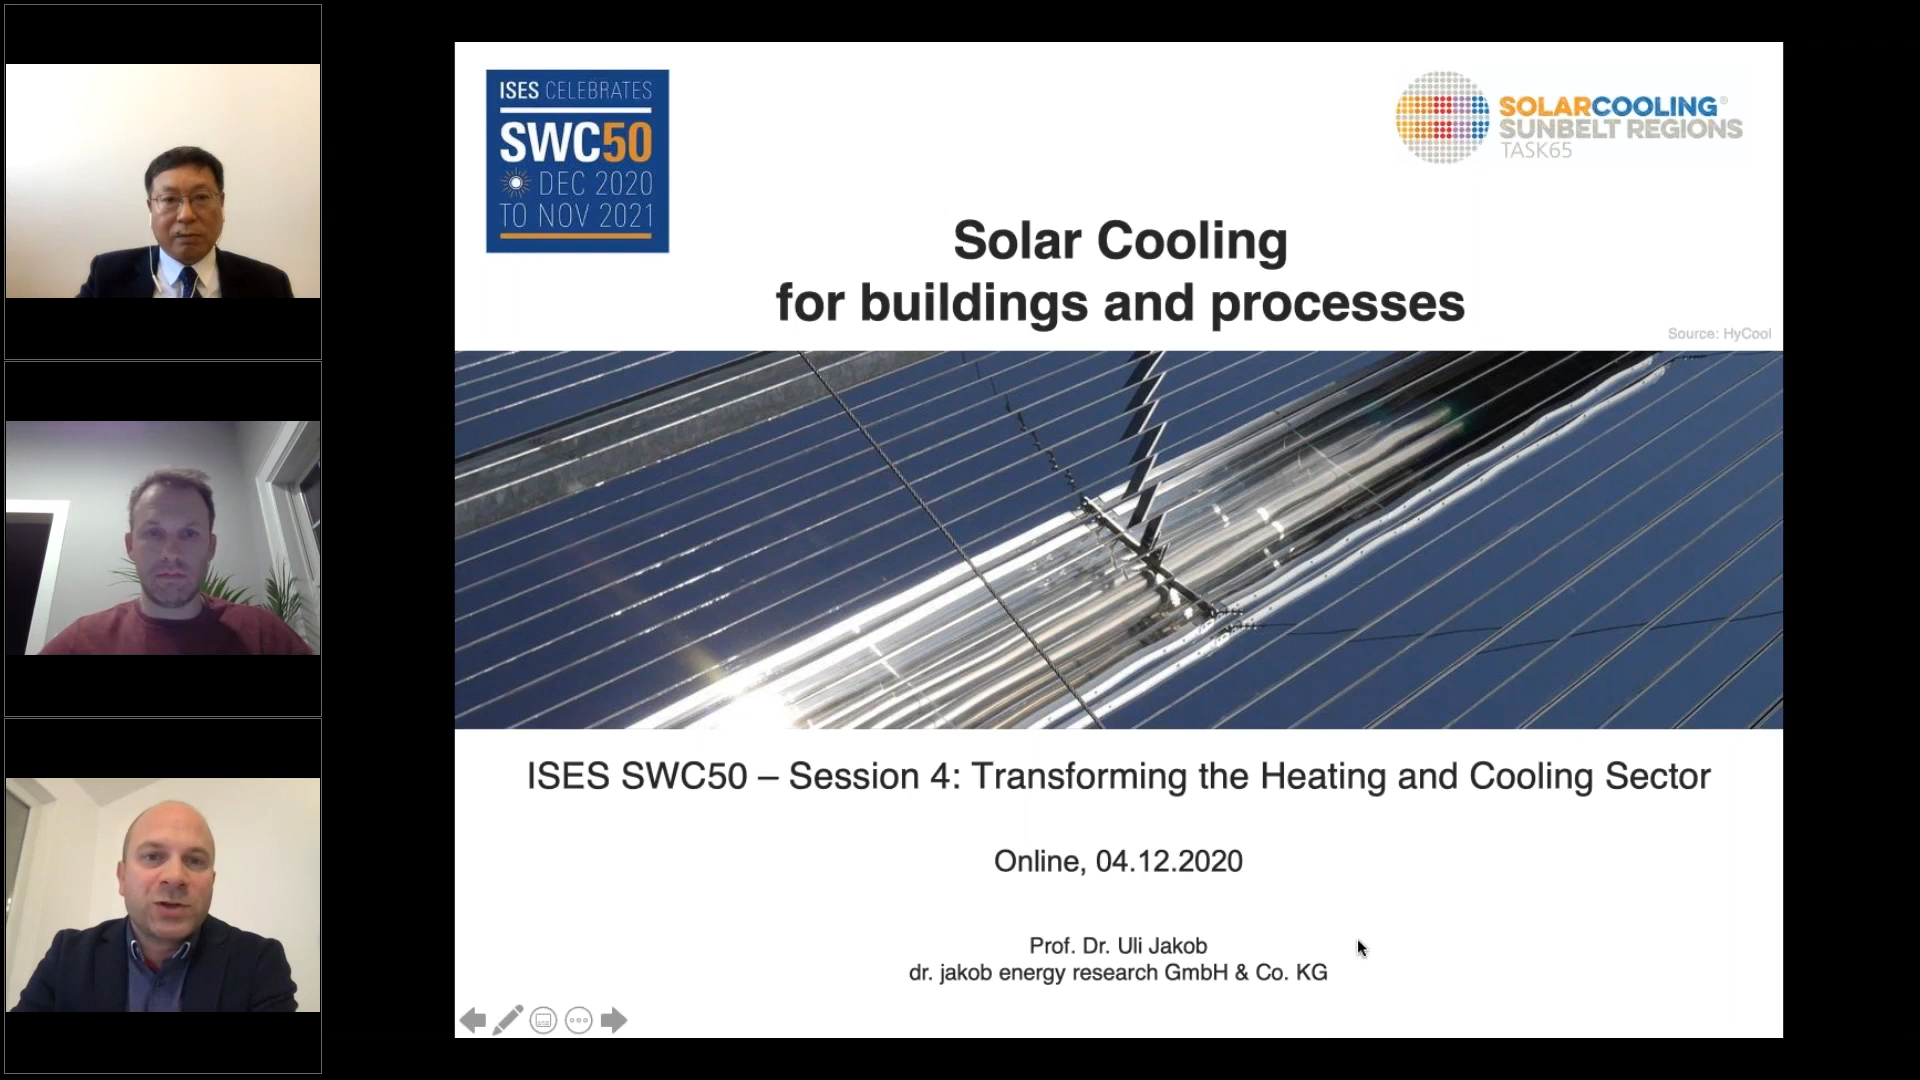 ISES CELEBRATES
SWC50
DEC 2020
TO NOV 2021
SOLARCOOLING®
SUNBELT REGIONS
TASK65
Solar Cooling
for buildings and processes
Source: HyCool
ISES SWC50 – Session 4: Transforming the Heating and Cooling Sector
Online, 04.12.2020
Prof. Dr. Uli Jakob
dr. jakob energy research GmbH & Co. KG